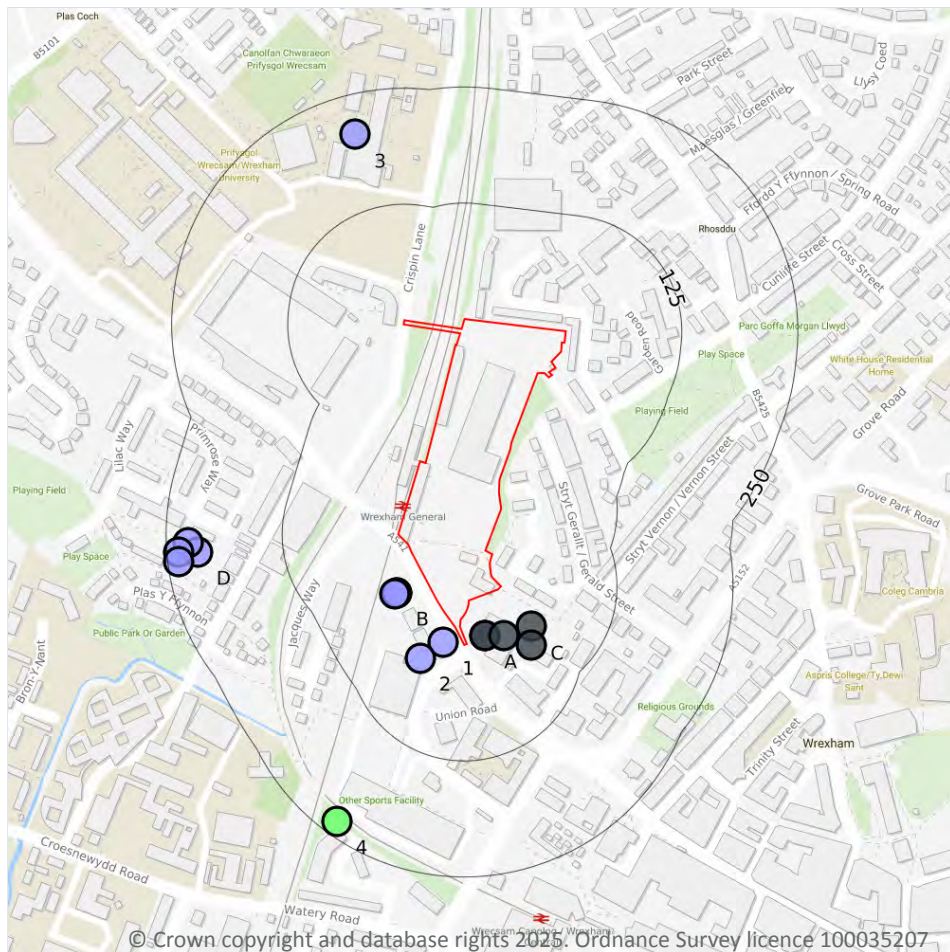 Plas Coch
B5101
Canolfan Chwaraeon
Prifysgol Wrecsam
Park Street
Llysy Coed
Maesglas / Greenfield
3
Prifysgol
Wrecsam/Wrexham
University
Ffordd Y Ffynnon / Spring Road
Rhosddu
Cross Street
Cunliffe Street
Crispin Lane
125
Parc Goffa Morgan Llwyd
Garden Road
Play Space
White House Residential
Home
B5425
Playing Field
Grove Road
Lilac Way
Primrose Way
Playing Field
Stryt Vernon / Vernon Street
250
Grove Park Road
Wrexham General
A541
Stryt Gerallt / Gerald Street
Play Space
D
A5152
Coleg Cambria
Plas Y Ffynnon
Jacques Way
B
Public Park Or Garden
1
A
C
2
Bron-Y-Nant
Aspris College/Ty Dewi
Sant
Union Road
Religious Grounds
Trinity Street
Wrexham
Other Sports Facility
4
Croesnewydd Road
Watery Road
Wrecsam Canolog / Wrexham
© Crown copyright and database rights 2025. Ordnance Survey licence 100035207